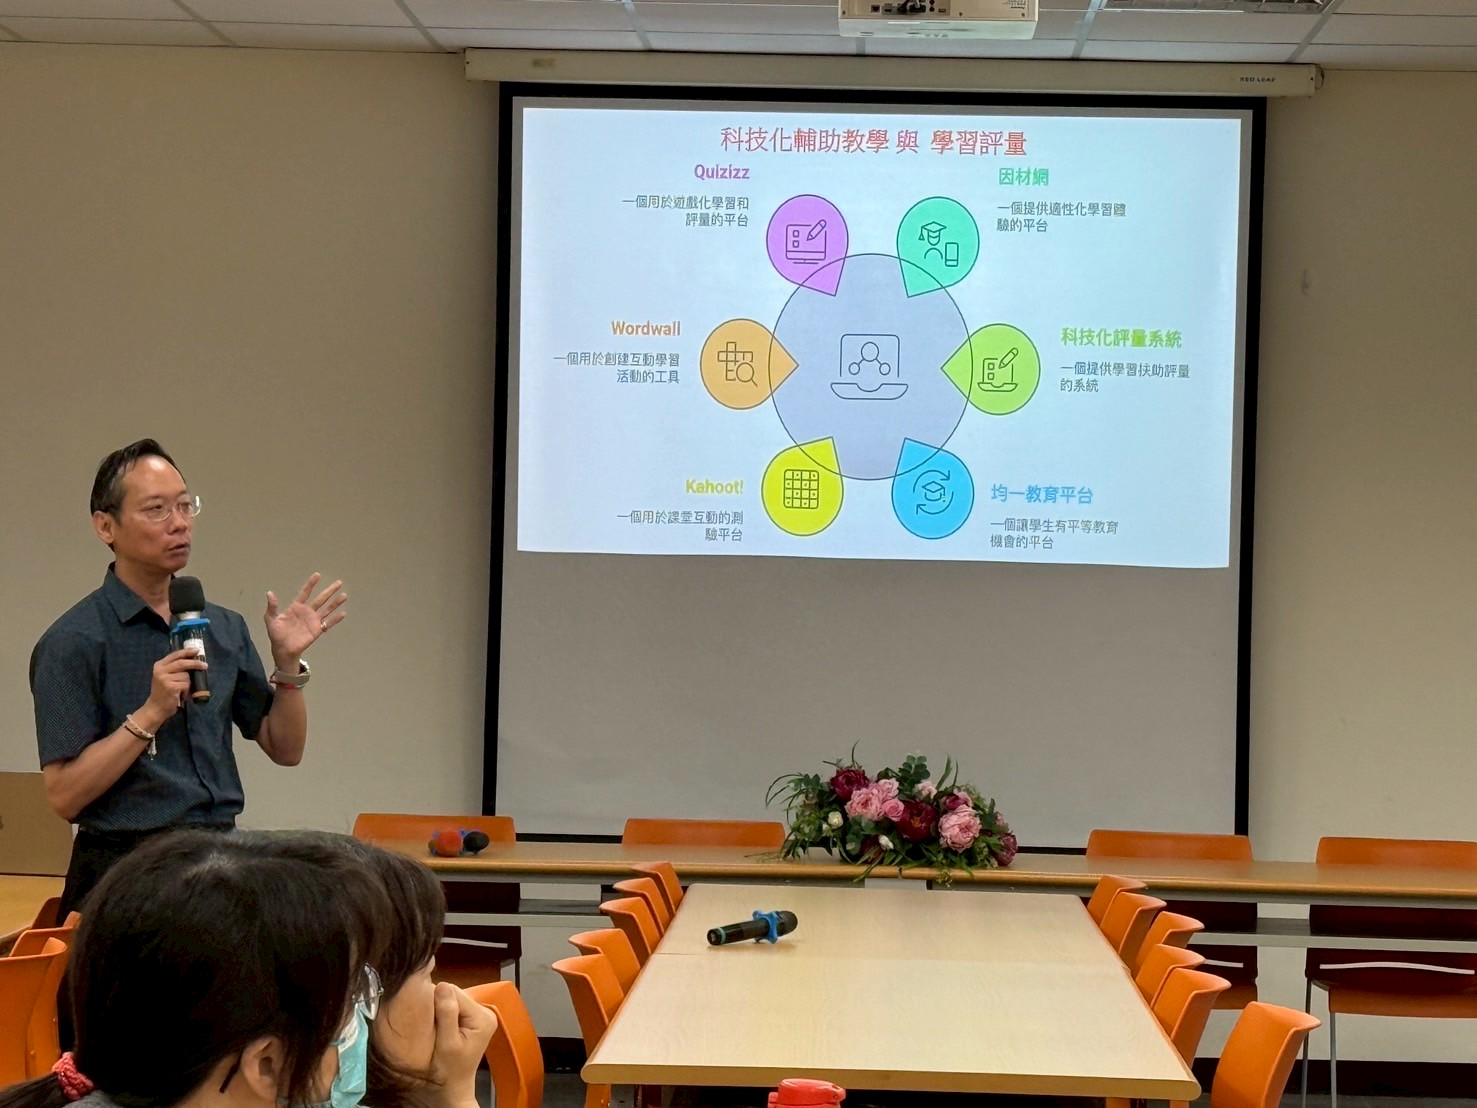 RED LEAF
科技化輔助教學 與 學習評量
Quizizz
一個用於遊戲化學習和
評量的平台
因材網
一個提供適性化學習體
驗的平台
Wordwall
一個用於創建互動學習
活動的工具
科技化評量系統
一個提供學習扶助評量
的系統
Kahoot!
一個用於課堂互動的測
驗平台
均一教育平台
一個讓學生有平等教育
機會的平台